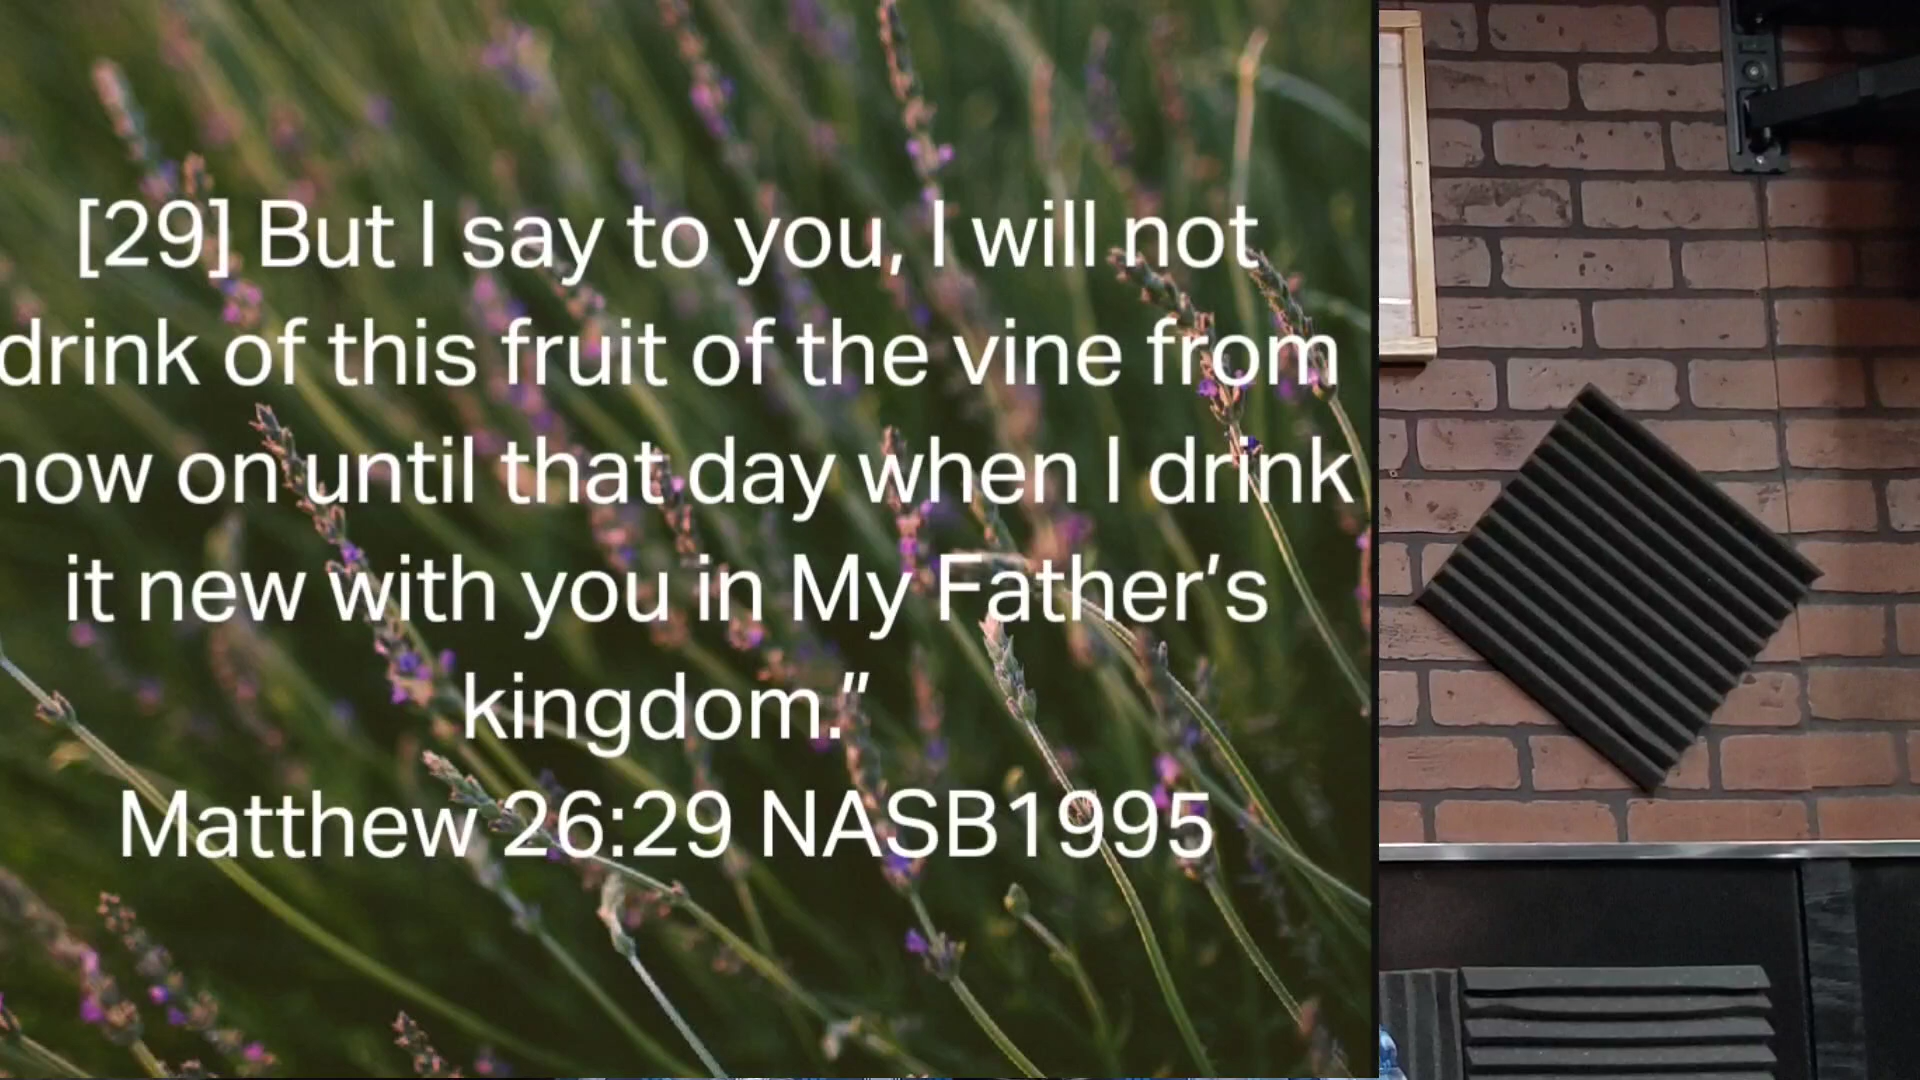 [29] But I say to you, I will not
drink of this fruit of the vine from
now on until that day when I drink
it new with you in My Father’s
kingdom.”
Matthew 26:29 NASB1995